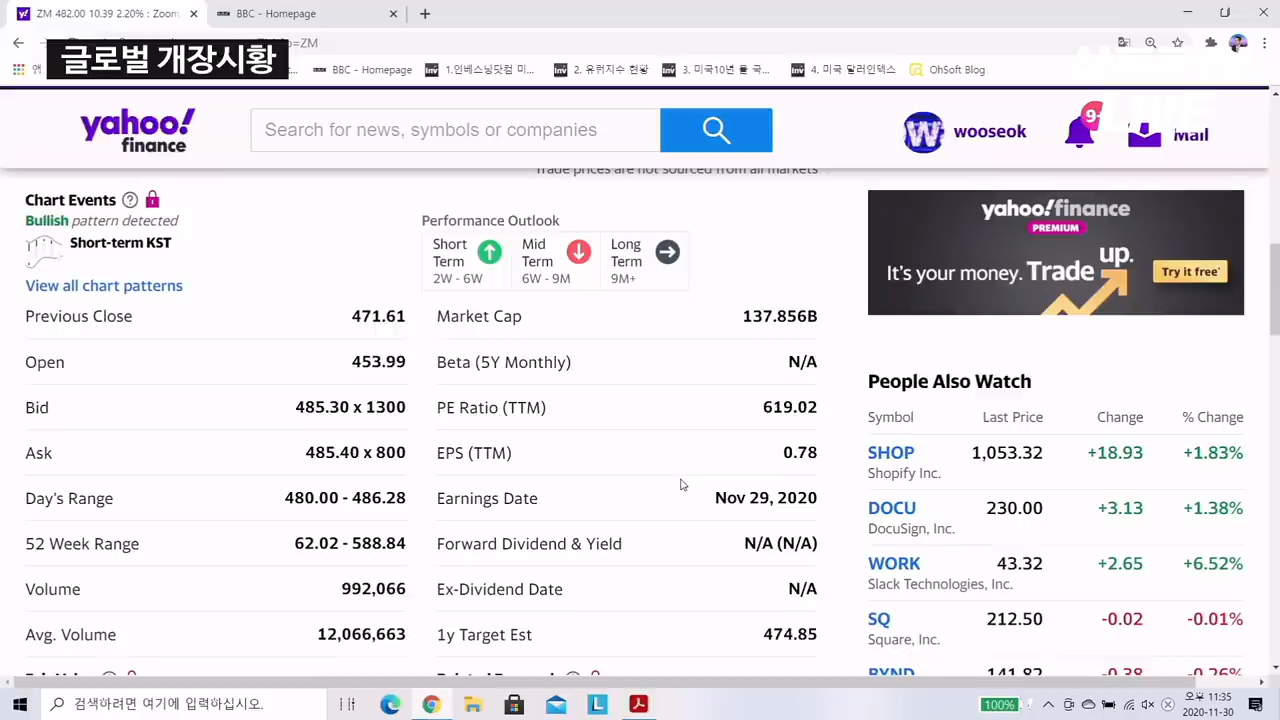 ZM 482.00 10.39 2.20% : Zoom
BBC - Homepage
=ZM
글로벌 개장시황
BBC - Homepage
1.인베스닝닷컴 미...
2. 유럽지수 현황
3. 미국10년 물 국...
4. 미국 달러인덱스
OhSoft Blog
yahoo!
finance
Search for news, symbols or companies
wooseok
9+
Mail
LIVE
Trade prices are not sourced from all markets
Chart Events
Bullish pattern detected
Short-term KST
View all chart patterns
Performance Outlook
Short Term
2W - 6W
Mid Term
6W - 9M
Long Term
9M+
Previous Close 471.61
Open 453.99
Bid 485.30 x 1300
Ask 485.40 x 800
Day's Range 480.00 - 486.28
52 Week Range 62.02 - 588.84
Volume 992,066
Avg. Volume 12,066,663
Market Cap 137.856B
Beta (5Y Monthly) N/A
PE Ratio (TTM) 619.02
EPS (TTM) 0.78
Earnings Date Nov 29, 2020
Forward Dividend & Yield N/A (N/A)
Ex-Dividend Date N/A
1y Target Est 474.85
yahoo!finance
PREMIUM
It's your money. Trade up.
Try it free*
People Also Watch
Symbol Last Price Change % Change
SHOP 1,053.32 +18.93 +1.83%
Shopify Inc.
DOCU 230.00 +3.13 +1.38%
DocuSign, Inc.
WORK 43.32 +2.65 +6.52%
Slack Technologies, Inc.
SQ 212.50 -0.02 -0.01%
Square, Inc.
BYND 141.82 -0.38 -0.26%
검색하려면 여기에 입력하십시오.
100%
오후 11:35
2020-11-30